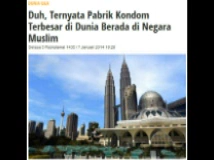 Duh, Ternyata Pabrik Kondom
Terbesar di Dunia Berada di Negara
Muslim